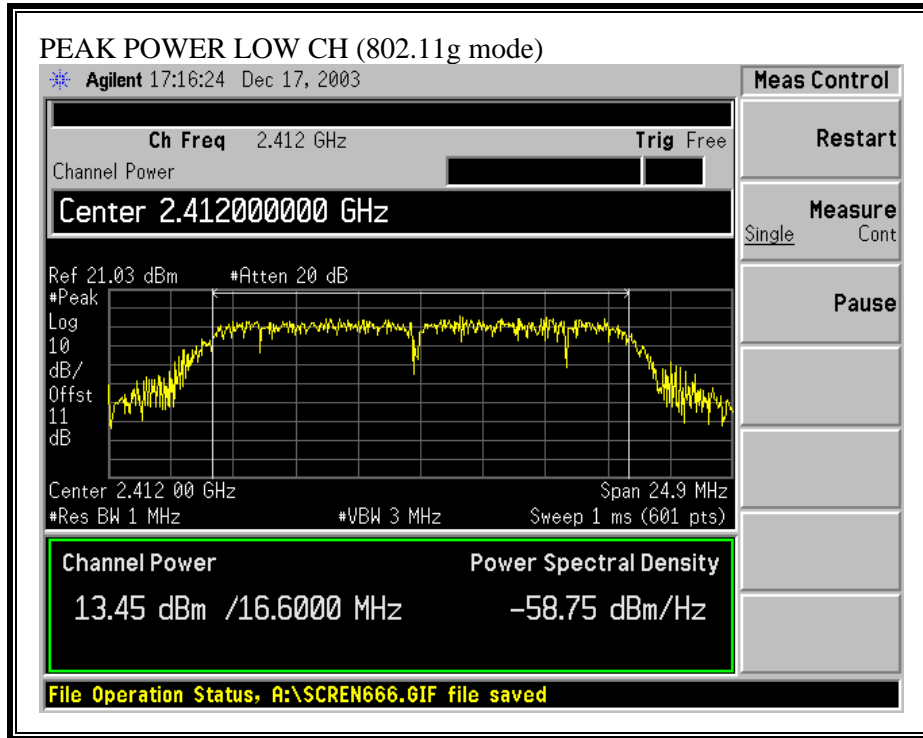 PEAK POWER LOW CH (802.11g mode)
Agilent 17:16:24 Dec 17, 2003
Meas Control
Ch Freq 2.412 GHz Trig Free
Channel Power
Center 2.412000000 GHz
Restart
Measure
Single Cont
Pause
Ref 21.03 dBm #Atten 20 dB
#Peak
Log
10
dB/
Offst
11
dB
Center 2.412 00 GHz Span 24.9 MHz
#Res BW 1 MHz #VBW 3 MHz Sweep 1 ms (601 pts)
Channel Power Power Spectral Density
13.45 dBm /16.6000 MHz -58.75 dBm/Hz
File Operation Status, A:\SCREN666.GIF file saved